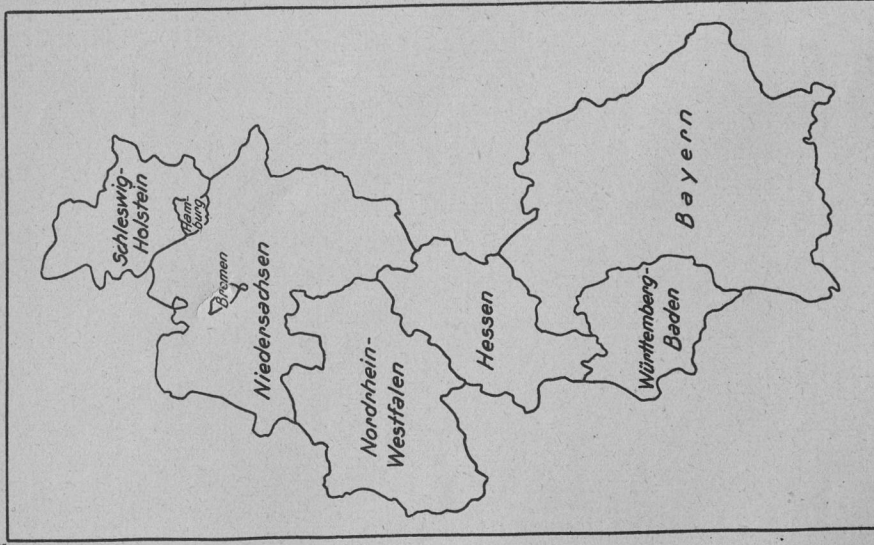 Schleswig-
Holstein
Ham-
burg
Bremen
Niedersachsen
Nordrhein-
Westfalen
Hessen
Württemberg-
Baden
Bayern